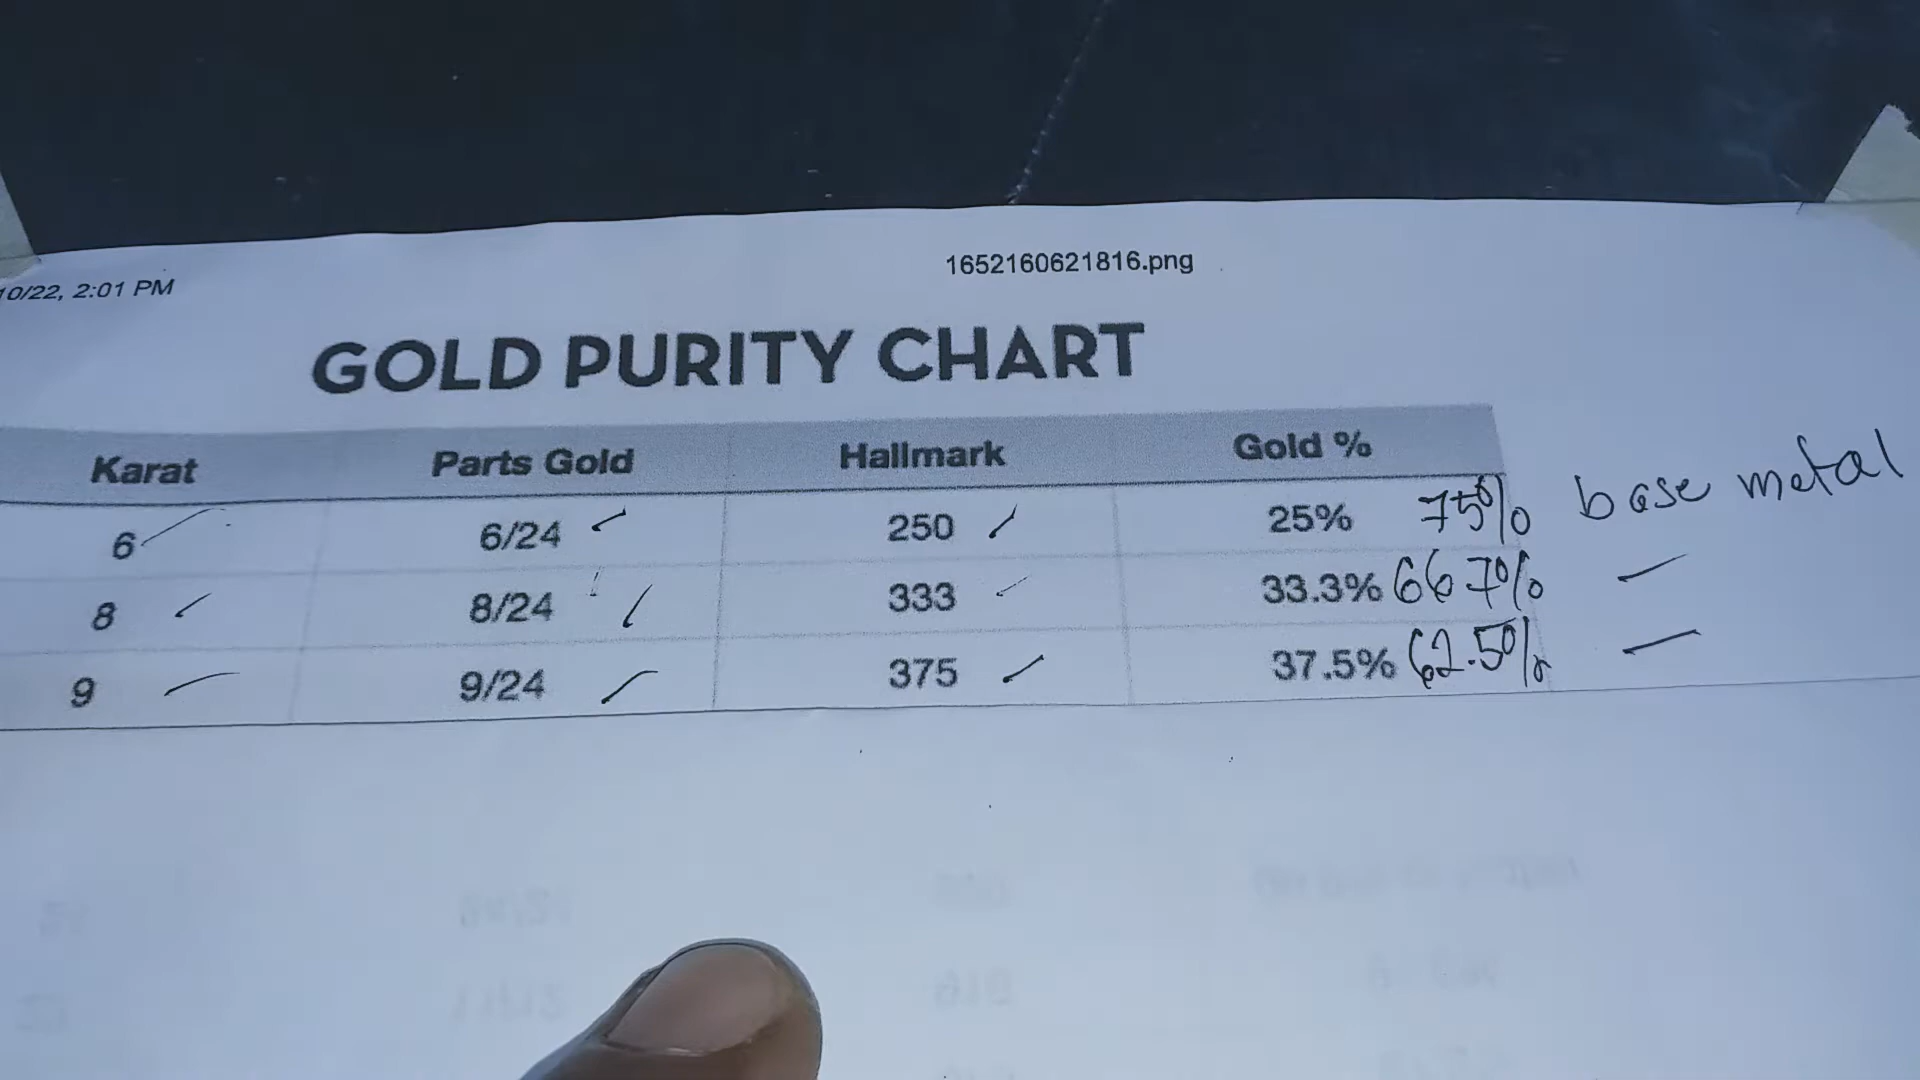 10/22, 2:01 PM 1652160621816.png
GOLD PURITY CHART
Karat Parts Gold Hallmark Gold %
6 6/24 250 25% 75% base metal
8 8/24 333 33.3% 66.7% —
9 9/24 375 37.5% 62.5% —